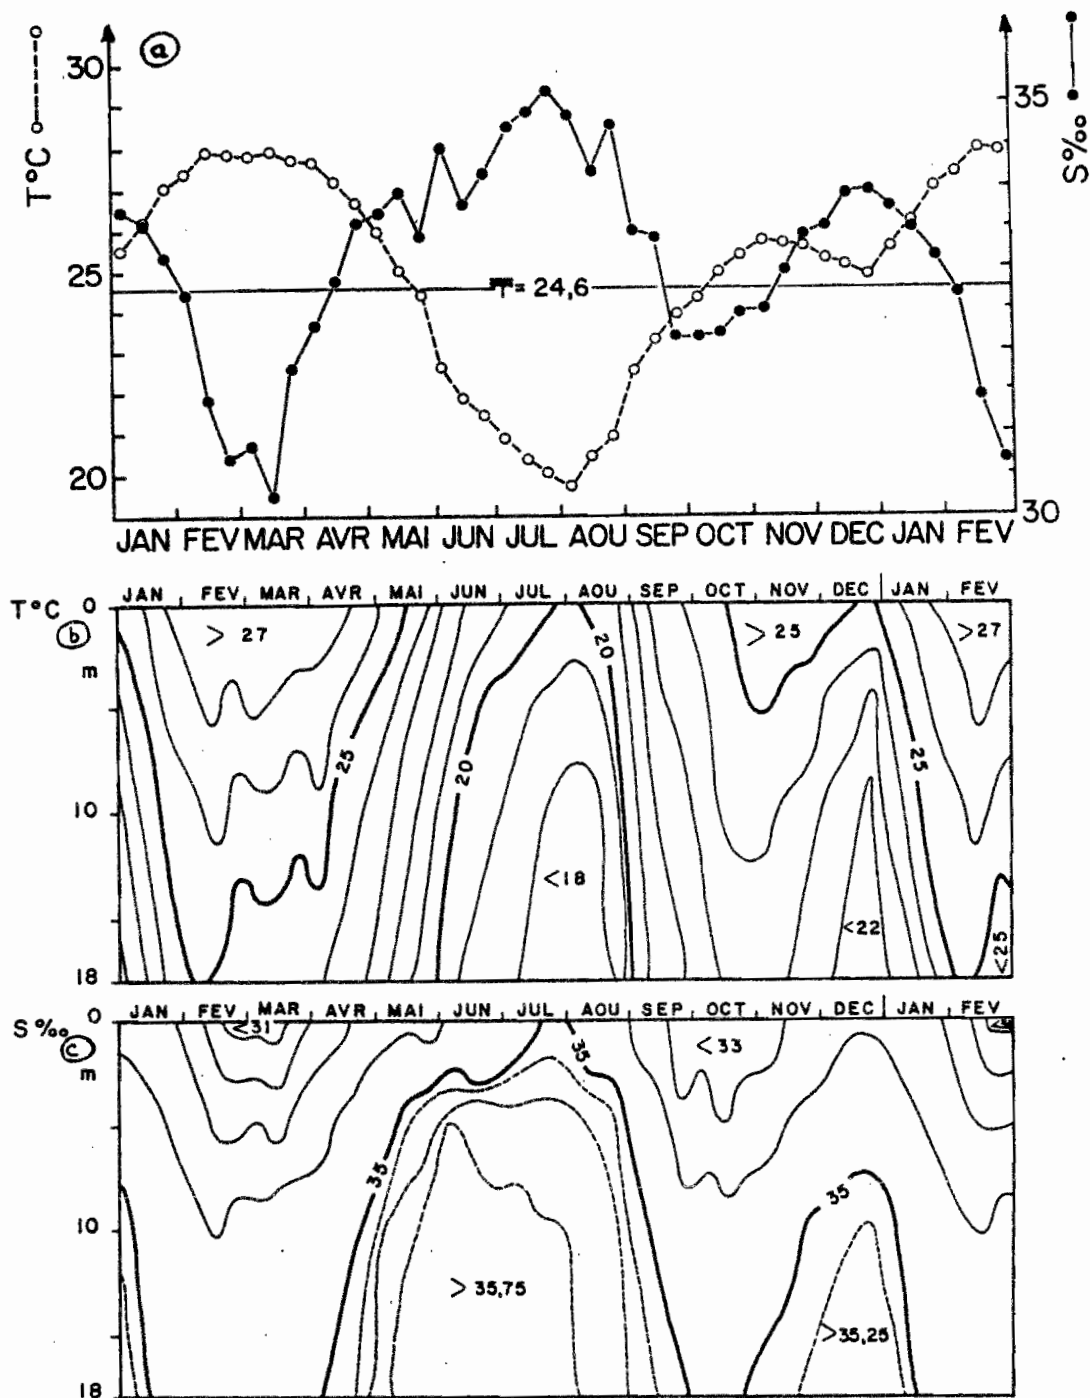 T°C
30
25
20
a
T = 24,6
35
30
S‰
JAN FEV MAR AVR MAI JUN JUL AOU SEP OCT NOV DEC JAN FEV
JAN FEV MAR AVR MAI JUN JUL AOU SEP OCT NOV DEC JAN FEV
T°C
b
m
0
10
18
> 27
25
20
<18
20
> 25
<22
25
>27
<25
JAN FEV MAR AVR MAI JUN JUL AOU SEP OCT NOV DEC JAN FEV
S‰
c
m
0
10
18
<31
35
> 35,75
35
<33
35
>35,25